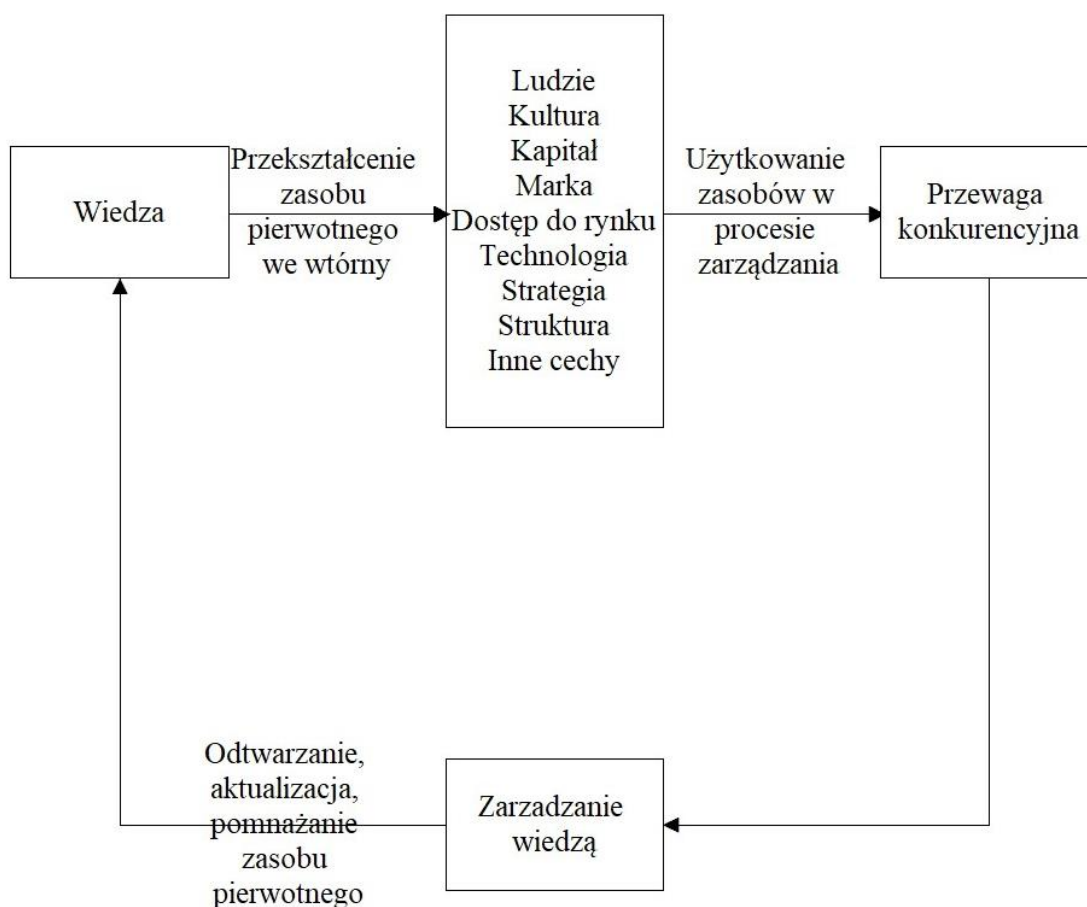 Wiedza
Przekształcenie
zasobu
pierwotnego
we wtórny
Ludzie
Kultura
Kapitał
Marka
Dostęp do rynku
Technologia
Strategia
Struktura
Inne cechy
Użytkowanie
zasobów w
procesie
zarządzania
Przewaga
konkurencyjna
Zarzadzanie
wiedzą
Odtwarzanie,
aktualizacja,
pomnażanie
zasobu
pierwotnego